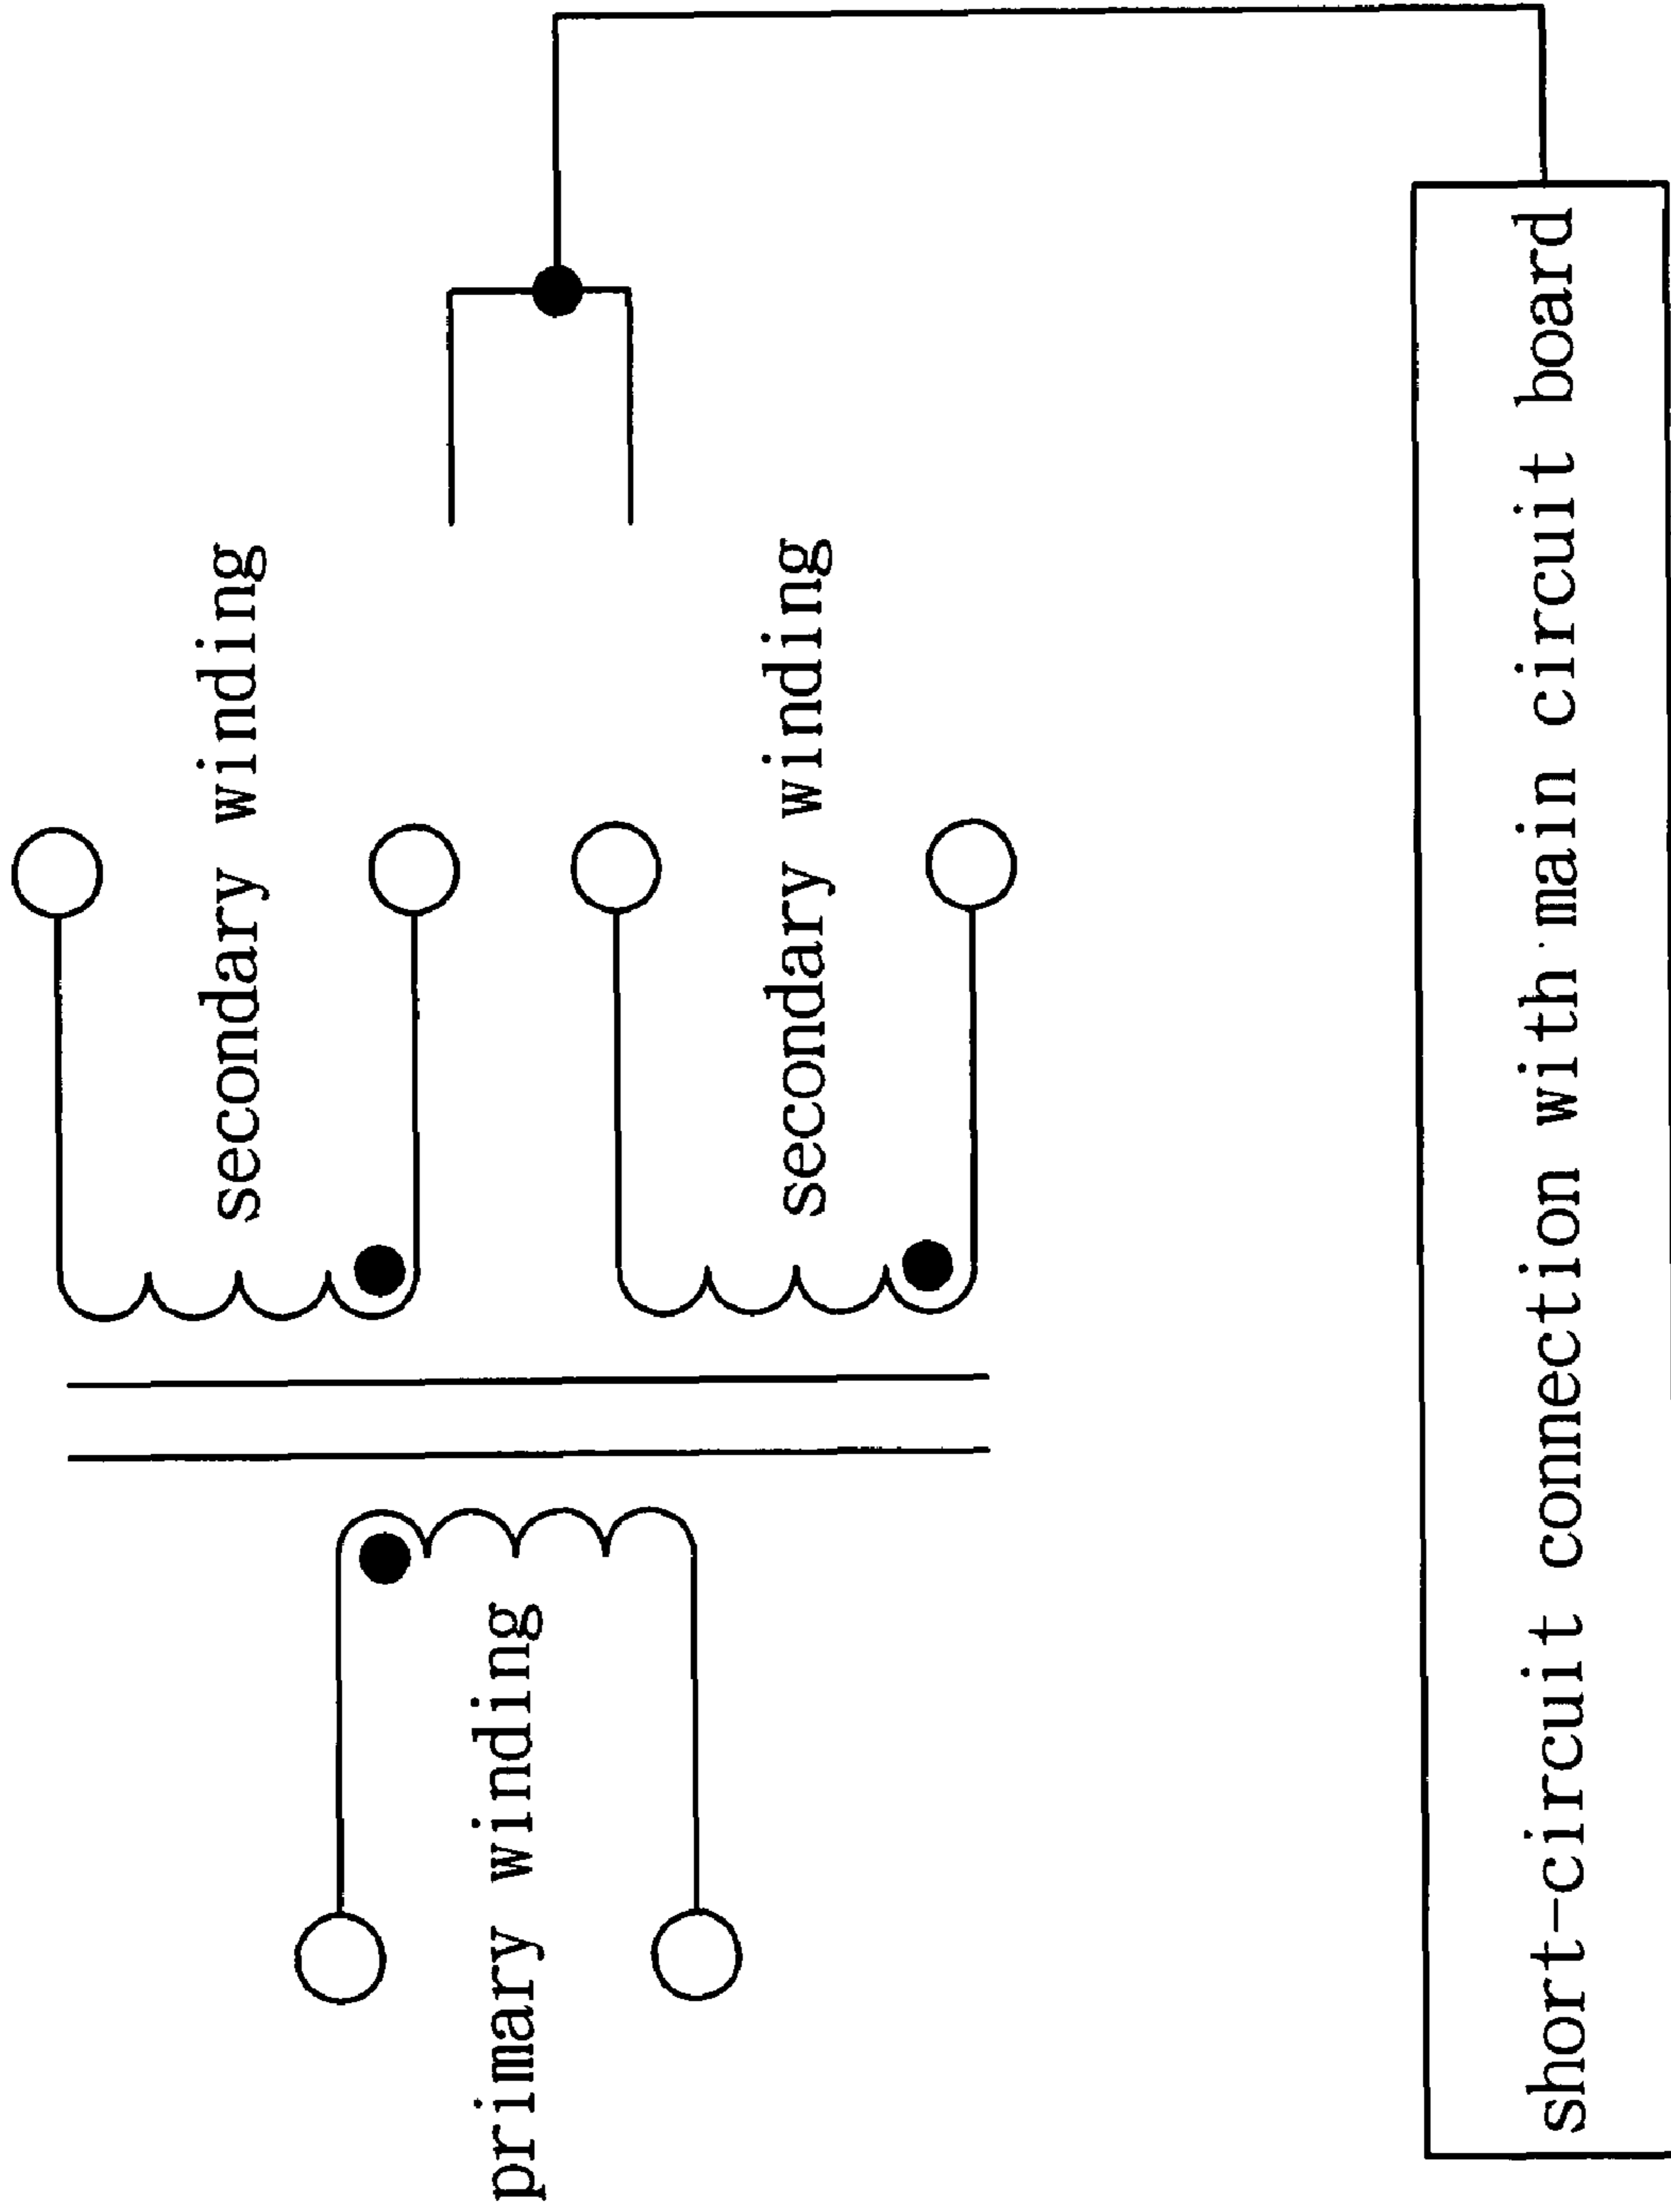 primary winding
secondary winding
secondary winding
short-circuit connection with main circuit board